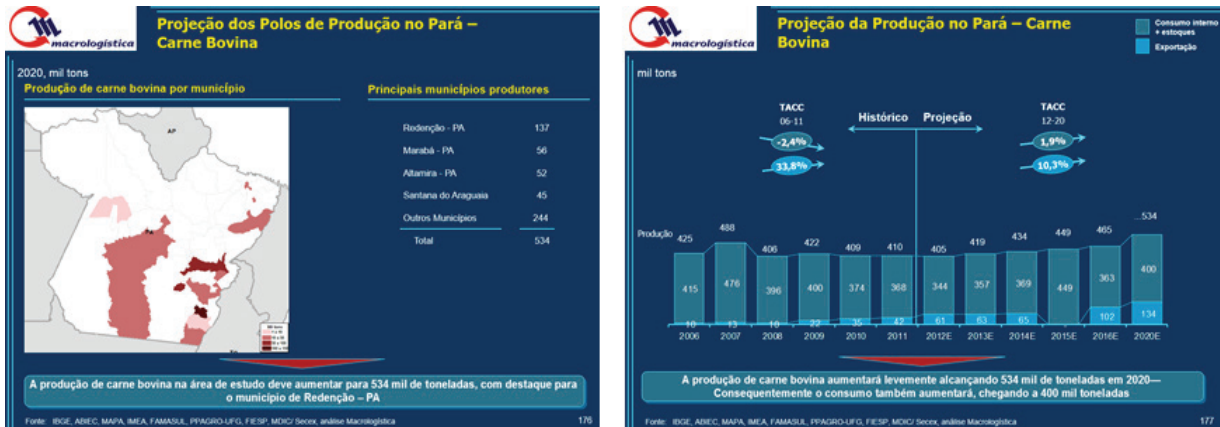 macrologística
Projeção dos Polos de Produção no Pará –
Carne Bovina
2020, mil tons
Produção de carne bovina por município
Principais municípios produtores
AP
PA
Redenção - PA 137
Marabá - PA 56
Altamira - PA 52
Santana do Araguaia 45
Outros Municípios 244
Total 534
Mil tons
A produção de carne bovina na área de estudo deve aumentar para 534 mil de toneladas, com destaque para
o município de Redenção – PA
Fonte: IBGE, ABIEC, MAPA, IMEA, FAMASUL, PPAGRO-UFG, FIESP, MDIC/ Secex, análise Macrologística 176
macrologística
Projeção da Produção no Pará – Carne
Bovina
Consumo interno
+ estoques
Exportação
mil tons
TACC
06-11
-2,4%
33,8%
Histórico Projeção
TACC
12-20
1,9%
10,3%
Produção 425 488 406 422 409 410 405 419 434 449 465 ...534
415 476 396 400 374 368 344 357 369 449 363 400
10 13 10 22 35 42 61 63 65 102 134
2006 2007 2008 2009 2010 2011 2012E 2013E 2014E 2015E 2016E 2020E
A produção de carne bovina aumentará levemente alcançando 534 mil de toneladas em 2020—
Consequentemente o consumo também aumentará, chegando a 400 mil toneladas
Fonte: IBGE, ABIEC, MAPA, IMEA, FAMASUL, PPAGRO-UFG, FIESP, MDIC/ Secex, análise Macrologística 177